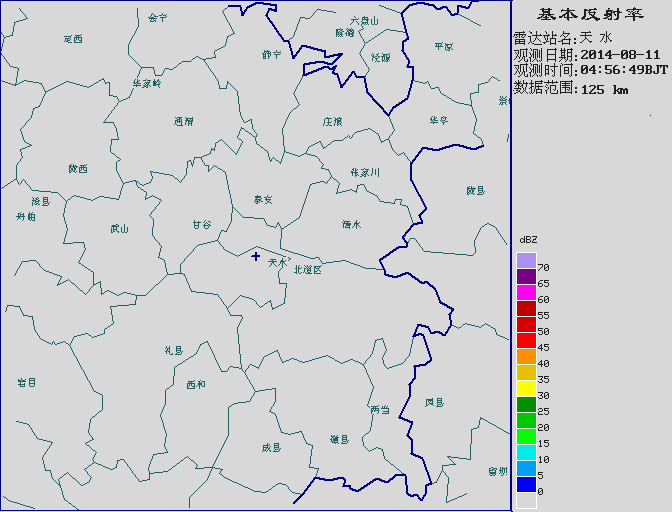 基本反射率
雷达站名:天 水
观测日期:2014-08-11
观测时间:04:56:49BJT
数据范围:125 km
会宁
定西
六盘山
隆德
静宁
泾源
平凉
华家岭
崇
通渭
庄浪
华亭
陇西
张家川
陇县
漳县
秦安
岷
武山
甘谷
清水
天水
北道区
礼县
宕昌
西和
两当
凤县
成县
徽县
留坝
dBZ
70
65
60
55
50
45
40
35
30
25
20
15
10
5
0